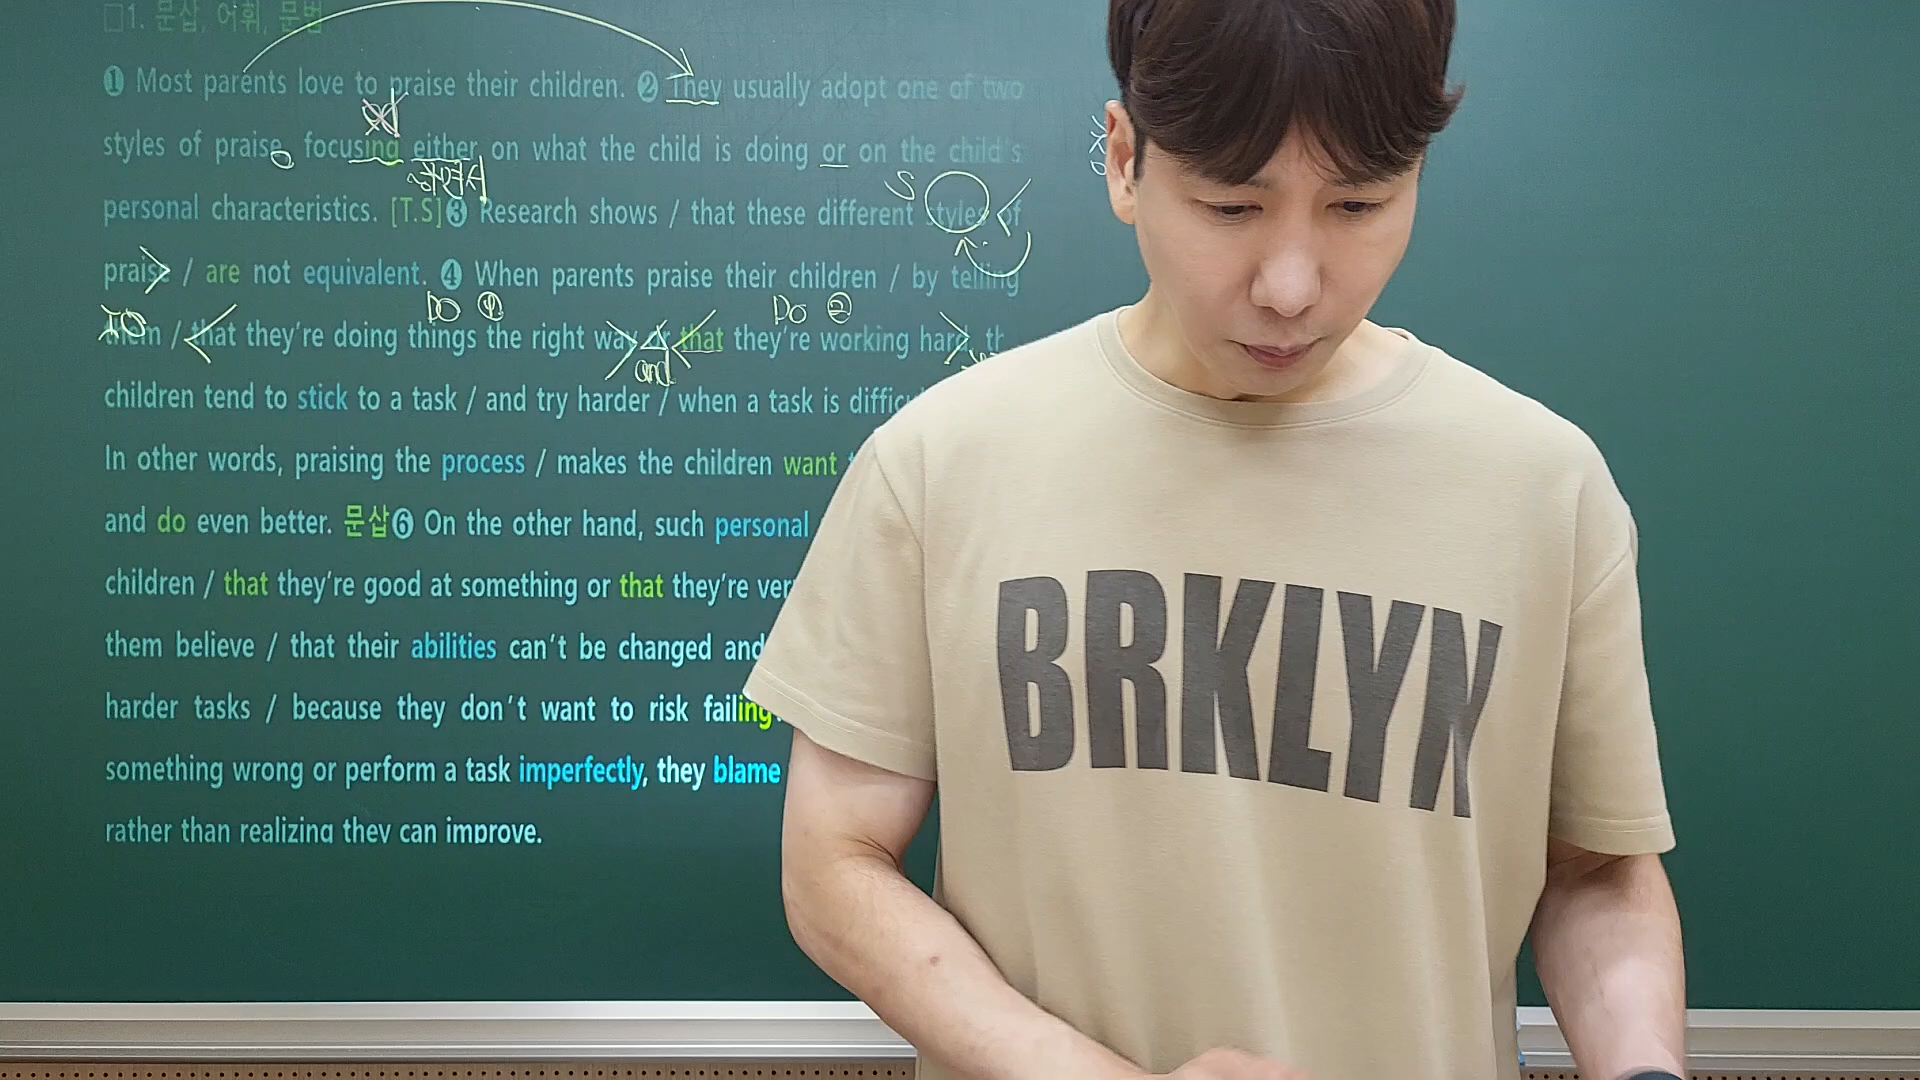 □1. 문삽, 어휘, 문법
❶ Most parents love to praise their children. ❷ They usually adopt one of two
styles of praise, focusing either on what the child is doing or on the child's
personal characteristics. [T.S]❸ Research shows / that these different styles of
S
praise / are not equivalent. ❹ When parents praise their children / by telling
IO DO ① DO ②
them / that they're doing things the right way or that they're working hard, th
and
children tend to stick to a task / and try harder / when a task is difficu
In other words, praising the process / makes the children want
and do even better. 문삽❻ On the other hand, such personal
children / that they're good at something or that they're ver
them believe / that their abilities can't be changed and
harder tasks / because they don't want to risk failing.
something wrong or perform a task imperfectly, they blame
rather than realizing they can improve.
BRKLYN